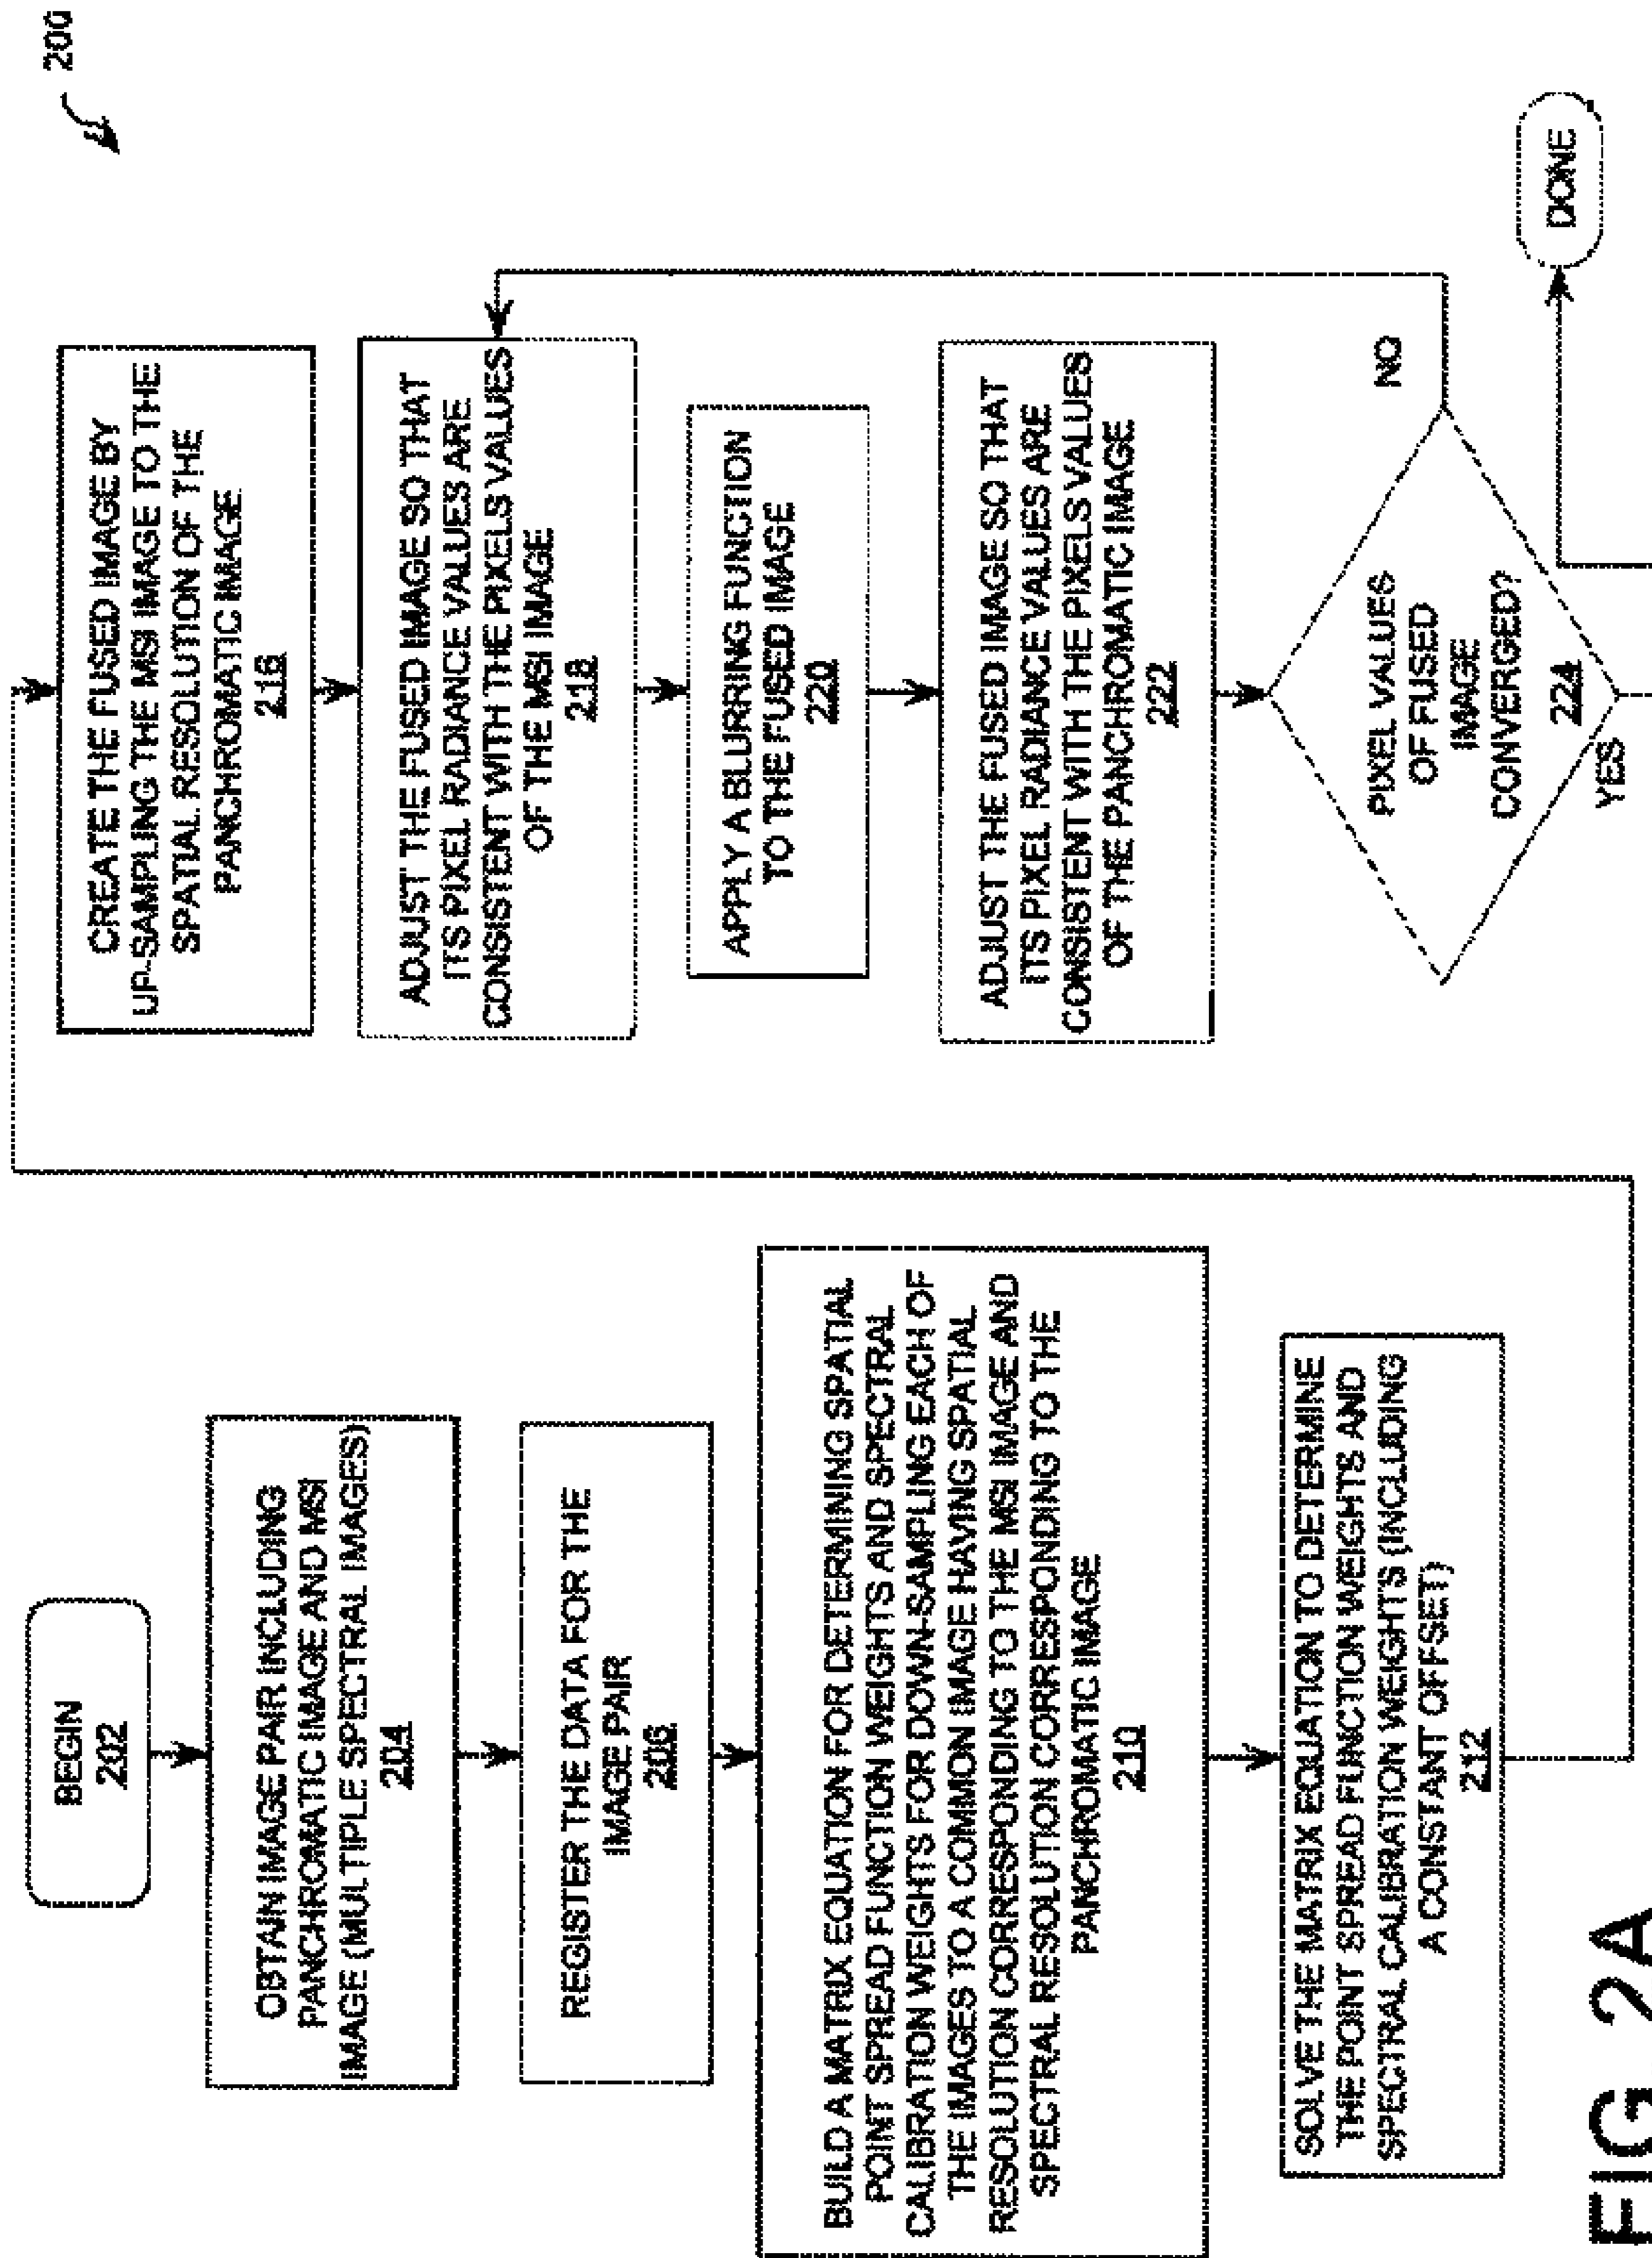 200
BEGIN
202
OBTAIN IMAGE PAIR INCLUDING
PANCHROMATIC IMAGE AND MSI
IMAGE (MULTIPLE SPECTRAL IMAGES)
204
REGISTER THE DATA FOR THE
IMAGE PAIR
206
BUILD A MATRIX EQUATION FOR DETERMINING SPATIAL
POINT SPREAD FUNCTION WEIGHTS AND SPECTRAL
CALIBRATION WEIGHTS FOR DOWN-SAMPLING EACH OF
THE IMAGES TO A COMMON IMAGE HAVING SPATIAL
RESOLUTION CORRESPONDING TO THE MSI IMAGE AND
SPECTRAL RESOLUTION CORRESPONDING TO THE
PANCHROMATIC IMAGE
210
SOLVE THE MATRIX EQUATION TO DETERMINE
THE POINT SPREAD FUNCTION WEIGHTS AND
SPECTRAL CALIBRATION WEIGHTS (INCLUDING
A CONSTANT OFFSET)
212
CREATE THE FUSED IMAGE BY
UP-SAMPLING THE MSI IMAGE TO THE
SPATIAL RESOLUTION OF THE
PANCHROMATIC IMAGE
216
ADJUST THE FUSED IMAGE SO THAT
ITS PIXEL RADIANCE VALUES ARE
CONSISTENT WITH THE PIXELS VALUES
OF THE MSI IMAGE
218
APPLY A BLURRING FUNCTION
TO THE FUSED IMAGE
220
ADJUST THE FUSED IMAGE SO THAT
ITS PIXEL RADIANCE VALUES ARE
CONSISTENT WITH THE PIXELS VALUES
OF THE PANCHROMATIC IMAGE
222
PIXEL VALUES
OF FUSED
IMAGE
CONVERGED?
224
NO
YES
DONE
FIG. 2A